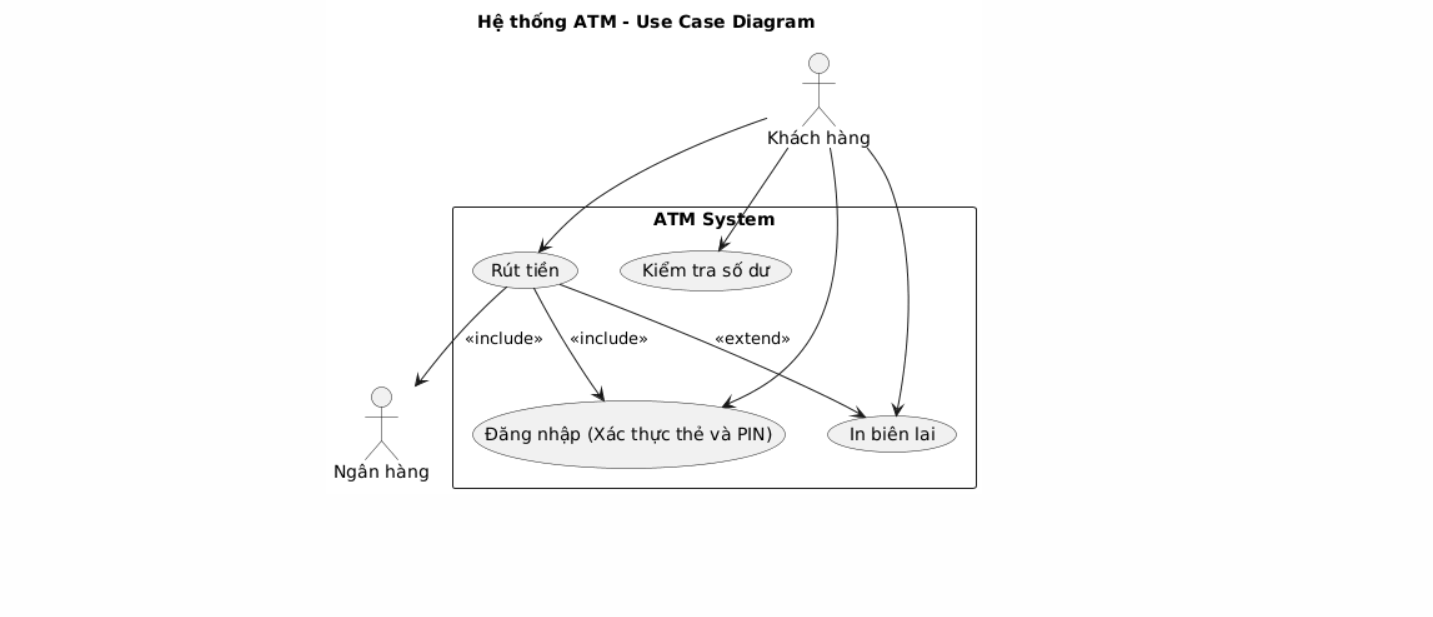 Hệ thống ATM - Use Case Diagram
Khách hàng
ATM System
Rút tiền
Kiểm tra số dư
«include»
«include»
«extend»
Đăng nhập (Xác thực thẻ và PIN)
In biên lai
Ngân hàng